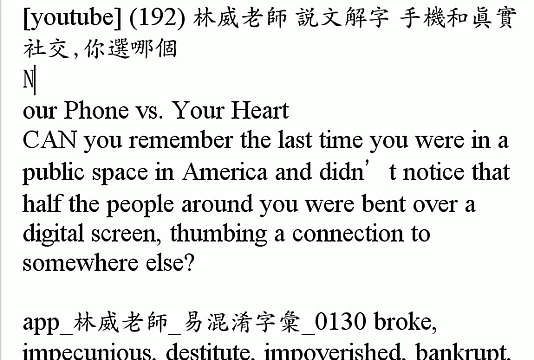 [youtube] (192) 林威老師 説文解字 手機和眞實
社交,你選哪個
N
our Phone vs. Your Heart
CAN you remember the last time you were in a
public space in America and didn’t notice that
half the people around you were bent over a
digital screen, thumbing a connection to
somewhere else?
app_林威老師_易混淆字彙_0130 broke,
impecunious, destitute, impoverished, bankrupt,